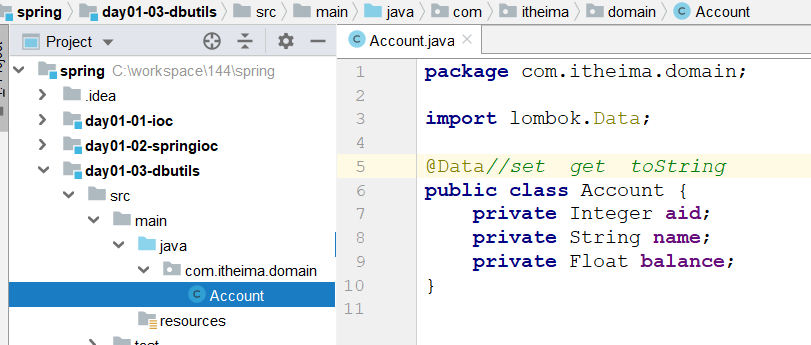 spring day01-03-dbutils src main java com itheima domain Account
Project
Account.java
spring C:\workspace\144\spring
.idea
day01-01-ioc
day01-02-springioc
day01-03-dbutils
src
main
java
com.itheima.domain
Account
resources
1 package com.itheima.domain;
2
3 import lombok.Data;
4
5 @Data//set get toString
6 public class Account {
7 private Integer aid;
8 private String name;
9 private Float balance;
10 }
11